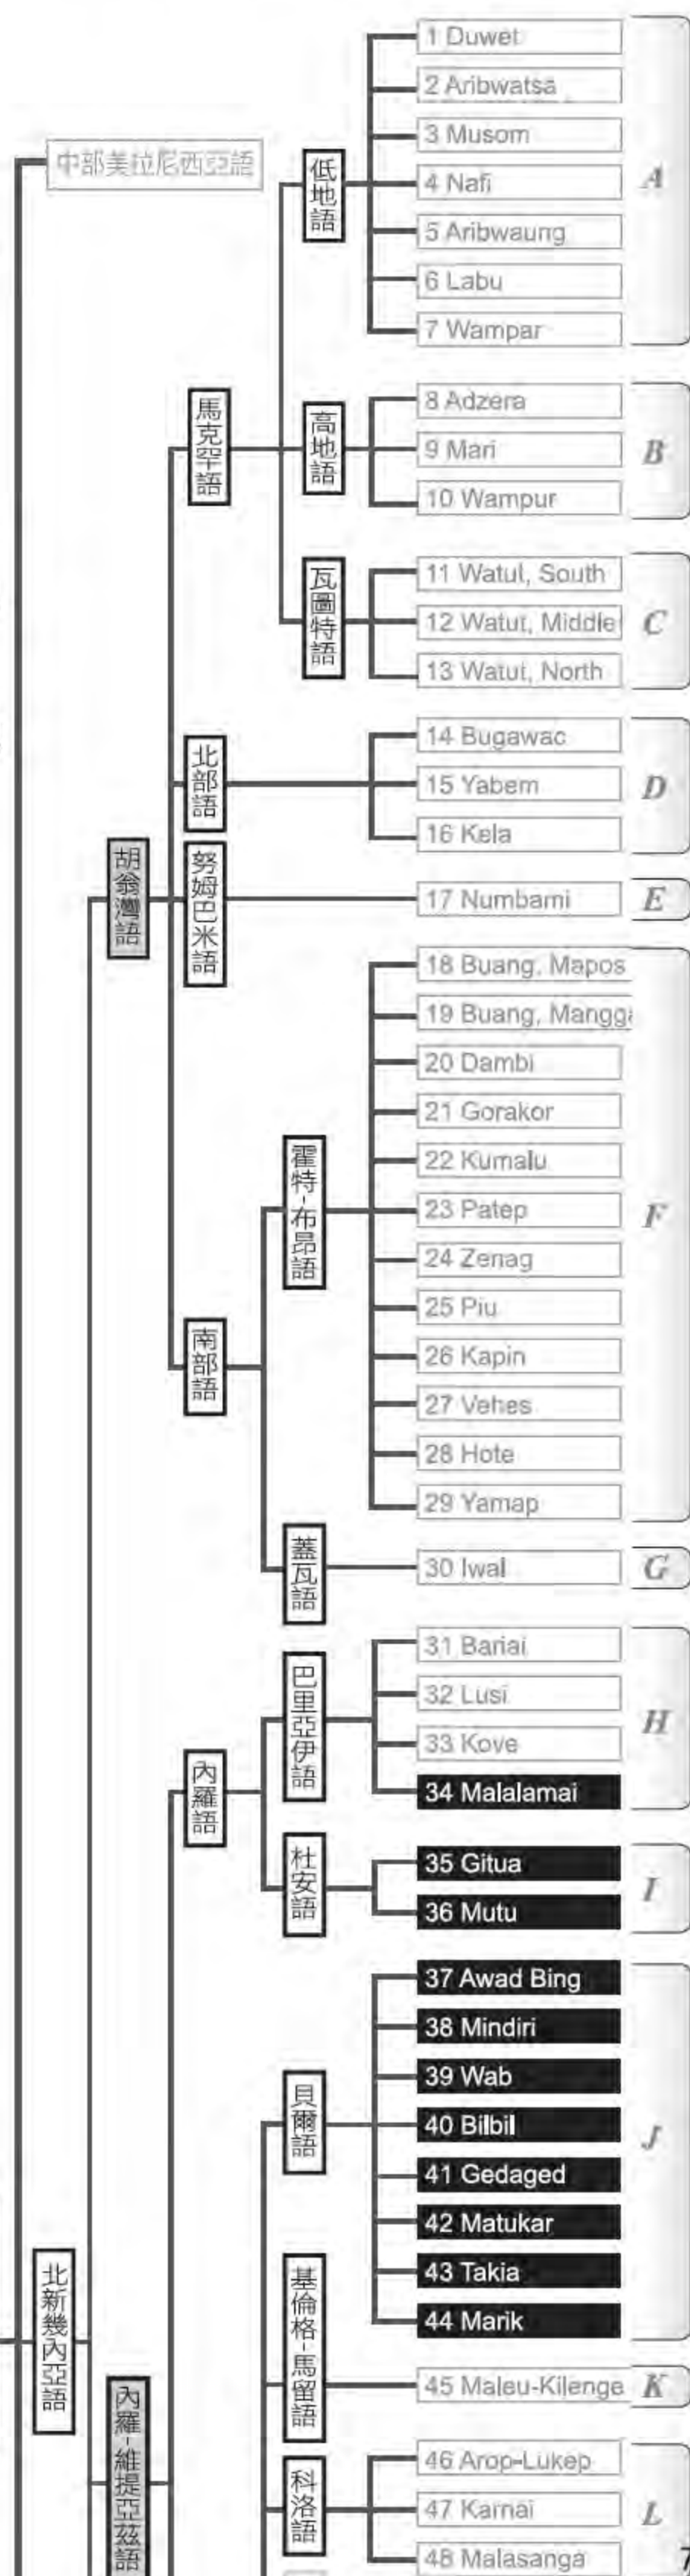 中部美拉尼西亞語
低地語
1 Duwet
2 Aribwatsa
3 Musom
4 Nafi
5 Aribwaung
6 Labu
7 Wampar
A
馬克罕語
高地語
8 Adzera
9 Mari
10 Wampur
B
瓦圖特語
11 Watut, South
12 Watut, Middle
13 Watut, North
C
北部語
14 Bugawac
15 Yabem
16 Kela
D
胡翁灣語
努姆巴米語
17 Numbami
E
18 Buang, Mapos
19 Buang, Mangga
20 Dambi
21 Gorakor
22 Kumalu
23 Patep
24 Zenag
25 Piu
26 Kapin
27 Vehes
28 Hote
29 Yamap
F
霍特-布昂語
南部語
蓋瓦語
30 Iwal
G
巴里亞伊語
31 Bariai
32 Lusi
33 Kove
34 Malalamai
H
內羅語
杜安語
35 Gitua
36 Mutu
I
貝爾語
37 Awad Bing
38 Mindiri
39 Wab
40 Bilbil
41 Gedaged
42 Matukar
43 Takia
44 Marik
J
北新幾內亞語
基倫格-馬留語
45 Maleu-Kilenge
K
內羅-維提亞茲語
科洛語
46 Arop-Lukep
47 Karnai
48 Malasanga
L
7